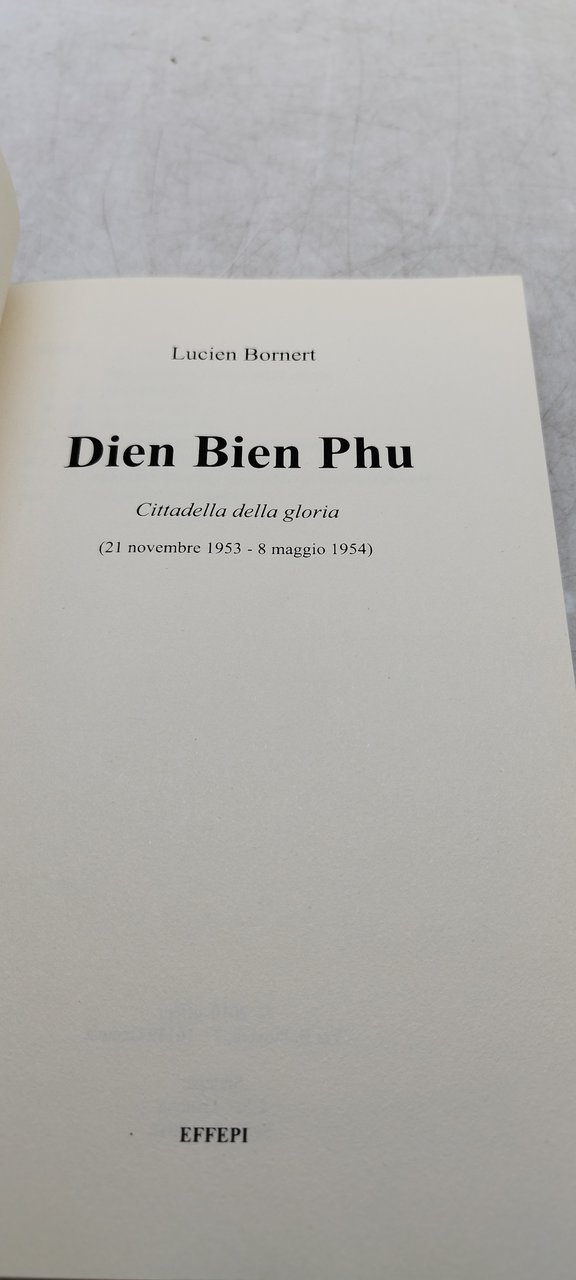 Lucien Bornert
Dien Bien Phu
Cittadella della gloria
(21 novembre 1953 - 8 maggio 1954)
EFFEPI